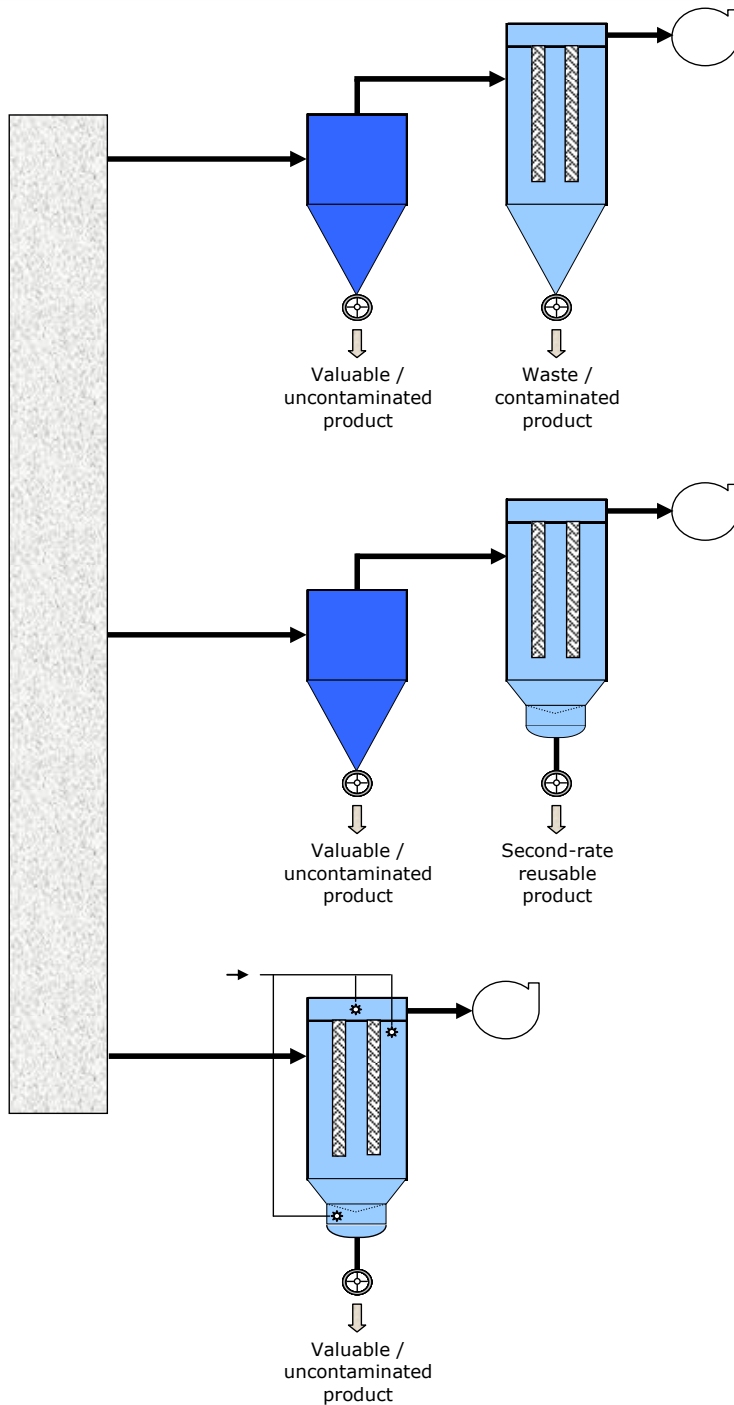 Valuable /
uncontaminated
product
Waste /
contaminated
product
Valuable /
uncontaminated
product
Second-rate
reusable
product
Valuable /
uncontaminated
product